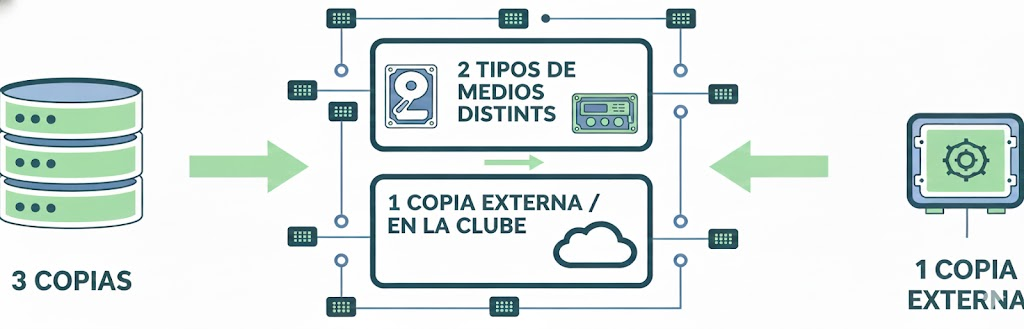 3 COPIAS
2 TIPOS DE
MEDIOS
DISTINTS
1 COPIA EXTERNA /
EN LA CLUBE
1 COPIA
EXTERNA